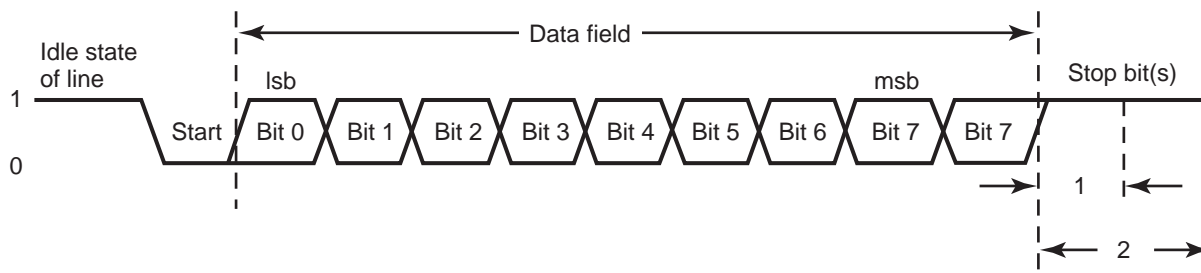 Data field
Idle state
of line
lsb
msb
Stop bit(s)
1
Start
Bit 0
Bit 1
Bit 2
Bit 3
Bit 4
Bit 5
Bit 6
Bit 7
Bit 7
0
1
2